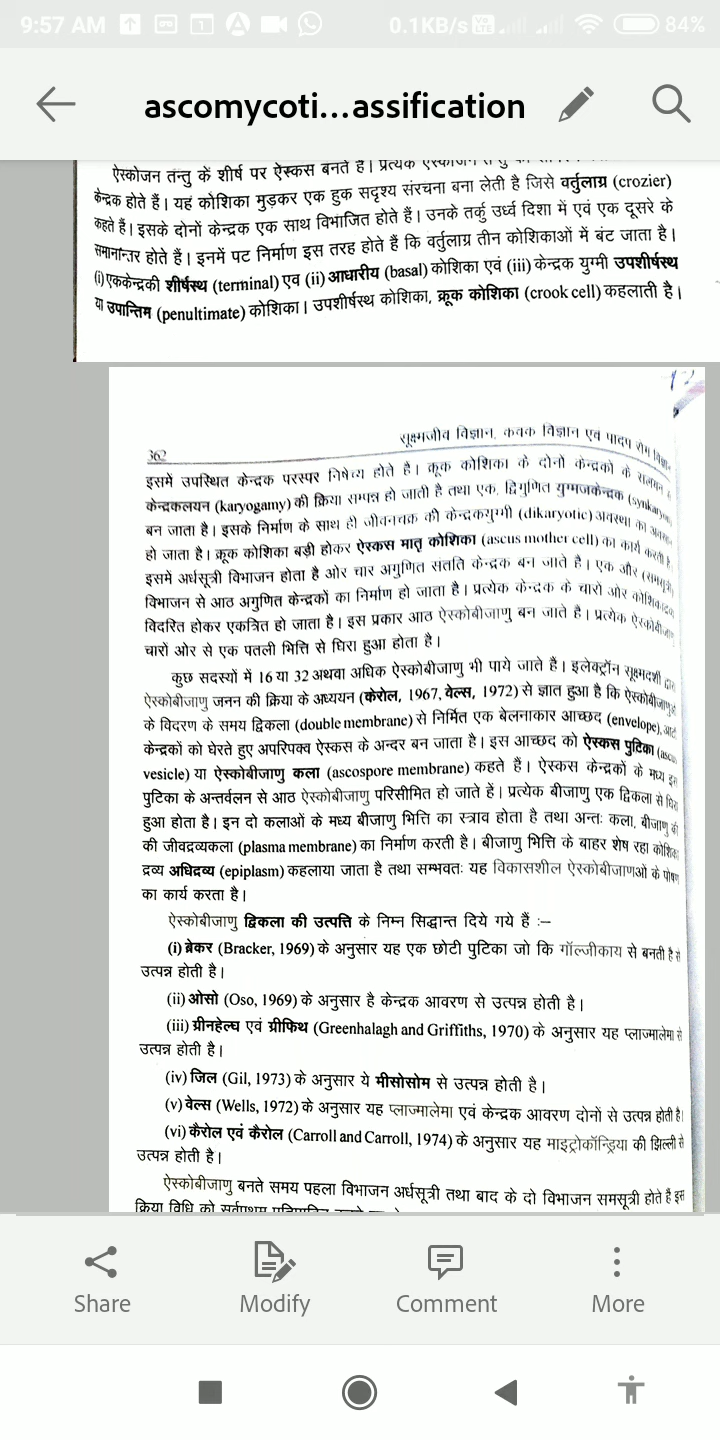 9:57 AM
0.1KB/s
84%
ascomycoti...assification
ऐस्कोजन तन्तु के शीर्ष पर ऐस्कस बनते है। प्रत्येक ऐस्कोजन
केन्द्रक होते हैं। यह कोशिका मुड़कर एक हुक सदृश्य संरचना बना लेती है जिसे वर्तुलाग्र (crozier)
कहते हैं। इसके दोनों केन्द्रक एक साथ विभाजित होते हैं। उनके तर्कु उर्ध्व दिशा में एवं एक दूसरे के
समानान्तर होते हैं। इनमें पट निर्माण इस तरह होते हैं कि वर्तुलाग्र तीन कोशिकाओं में बंट जाता है।
(i) एककेन्द्रकी शीर्षस्थ (terminal) एव (ii) आधारीय (basal) कोशिका एवं (iii) केन्द्रक युग्मी उपशीर्षस्थ
या उपान्तिम (penultimate) कोशिका। उपशीर्षस्थ कोशिका, क्रूक कोशिका (crook cell) कहलाती है।
362
सूक्ष्मजीव विज्ञान, कवक विज्ञान एवं पादप रोग विज्ञान
इसमें उपस्थित केन्द्रक परस्पर निषेच्य होते है। क्रूक कोशिका के दोनो केन्द्रको के
केन्द्रकलयन (karyogamy) की क्रिया सम्पन्न हो जाती है तथा एक, द्विगुणित युग्मजकेन्द्रक
बन जाता है। इसके निर्माण के साथ ही जीवनचक्र की केन्द्रकयुग्मी (dikaryotic) अवस्था का
हो जाता है। क्रूक कोशिका बड़ी होकर ऐस्कस मातृ कोशिका (ascus mother cell) का कार्य करती है।
इसमें अर्धसूत्री विभाजन होता है ओर चार अगुणित संतति केन्द्रक बन जाते है। एक और (समसूत्री)
विभाजन से आठ अगुणित केन्द्रकों का निर्माण हो जाता है। प्रत्येक केन्द्रक के चारो ओर
विदरित होकर एकत्रित हो जाता है। इस प्रकार आठ ऐस्कोबीजाणु बन जाते है। प्रत्येक ऐस्कोबीजाणु
चारों ओर से एक पतली भित्ति से घिरा हुआ होता है।
कुछ सदस्यों में 16 या 32 अथवा अधिक ऐस्कोबीजाणु भी पाये जाते हैं। इलेक्ट्रॉन सूक्ष्मदर्शी द्वारा
ऐस्कोबीजाणु जनन की क्रिया के अध्ययन (केरोल, 1967, वेल्स, 1972) से ज्ञात हुआ है कि
के विदरण के समय द्विकला (double membrane) से निर्मित एक बेलनाकार आच्छद (envelope),
केन्द्रकों को घेरते हुए अपरिपक्व ऐस्कस के अन्दर बन जाता है। इस आच्छद को ऐस्कस पुटिका (ascus
vesicle) या ऐस्कोबीजाणु कला (ascospore membrane) कहते हैं। ऐस्कस केन्द्रकों के मध्य इस
पुटिका के अन्तर्वलन से आठ ऐस्कोबीजाणु परिसीमित हो जाते हें। प्रत्येक बीजाणु एक द्विकला से घिरा
हुआ होता है। इन दो कलाओं के मध्य बीजाणु भित्ति का स्त्राव होता है तथा अन्तः कला, बीजाणु की
की जीवद्रव्यकला (plasma membrane) का निर्माण करती है। बीजाणु भित्ति के बाहर शेष रहा कोशिका
द्रव्य अधिद्रव्य (epiplasm) कहलाया जाता है तथा सम्भवतः यह विकासशील ऐस्कोबीजाणओ के पोषण
का कार्य करता है।
ऐस्कोबीजाणु द्विकला की उत्पत्ति के निम्न सिद्धान्त दिये गये हैं :–
(i) ब्रेकर (Bracker, 1969) के अनुसार यह एक छोटी पुटिका जो कि गॉल्जीकाय से बनती है से
उत्पन्न होती है।
(ii) ओसो (Oso, 1969) के अनुसार है केन्द्रक आवरण से उत्पन्न होती है।
(iii) ग्रीनहेल्घ एवं ग्रीफिथ (Greenhalagh and Griffiths, 1970) के अनुसार यह प्लाज्मालेमा से
उत्पन्न होती है।
(iv) जिल (Gil, 1973) के अनुसार ये मीसोसोम से उत्पन्न होती है।
(v) वेल्स (Wells, 1972) के अनुसार यह प्लाज्मालेमा एवं केन्द्रक आवरण दोनों से उत्पन्न होती है।
(vi) कैरोल एवं कैरोल (Carroll and Carroll, 1974) के अनुसार यह माइट्रोकॉन्ड्रिया की झिल्ली से
उत्पन्न होती है।
ऐस्कोबीजाणु बनते समय पहला विभाजन अर्धसूत्री तथा बाद के दो विभाजन समसूत्री होते हैं इस
क्रिया विधि को सर्वप्रथम
Share
Modify
Comment
More